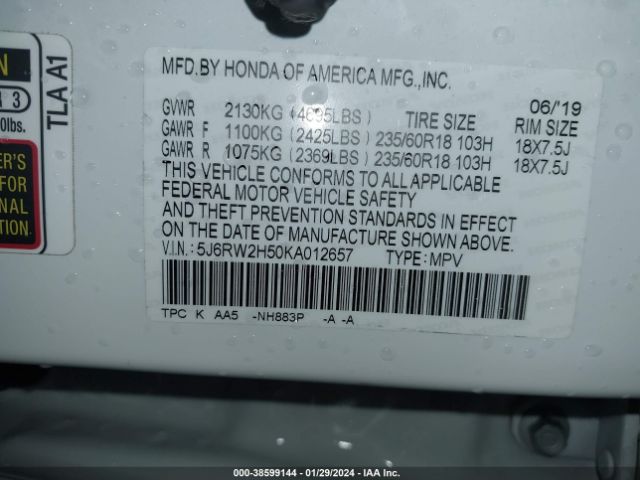 MFD.BY HONDA OF AMERICA MFG.,INC.
06/'19
GVWR 2130KG (4695LBS) TIRE SIZE RIM SIZE
GAWR F 1100KG (2425LBS) 235/60R18 103H 18X7.5J
GAWR R 1075KG (2369LBS) 235/60R18 103H 18X7.5J
THIS VEHICLE CONFORMS TO ALL APPLICABLE
FEDERAL MOTOR VEHICLE SAFETY
AND THEFT PREVENTION STANDARDS IN EFFECT
ON THE DATE OF MANUFACTURE SHOWN ABOVE.
V.I.N.: 5J6RW2H50KA012657 TYPE:MPV
TPC K AA5 -NH883P -A -A
TLA A1
3
0lbs.
FOR
000-38599144 - 01/29/2024 - IAA Inc.